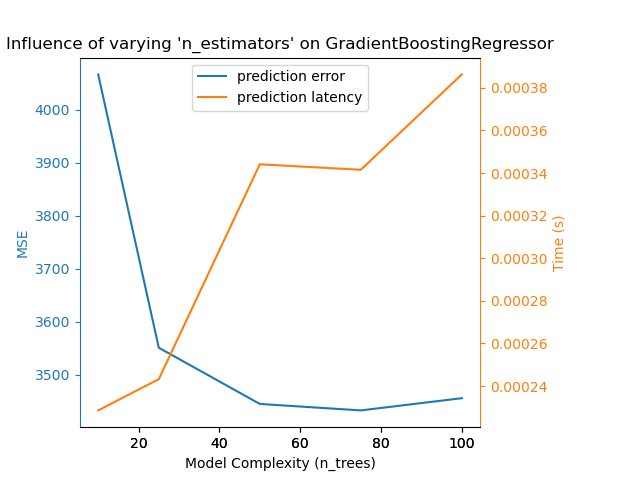 Influence of varying 'n_estimators' on GradientBoostingRegressor
prediction error
prediction latency
4000
3900
3800
3700
3600
3500
MSE
0.00038
0.00036
0.00034
0.00032
0.00030
0.00028
0.00026
0.00024
Time (s)
20 40 60 80 100
Model Complexity (n_trees)